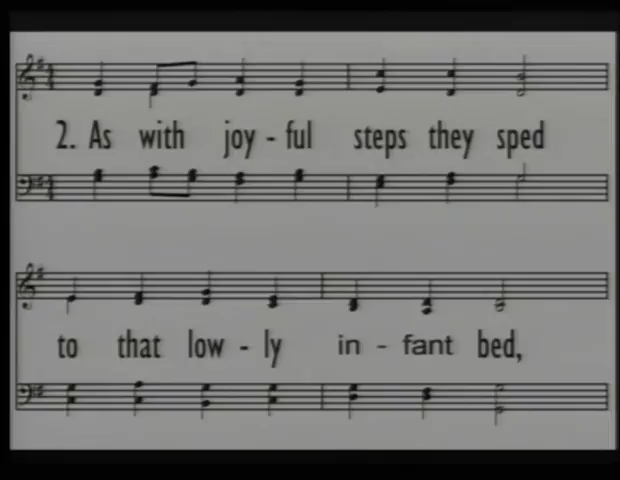 2. As with joy - ful steps they sped
to that low - ly in - fant bed,